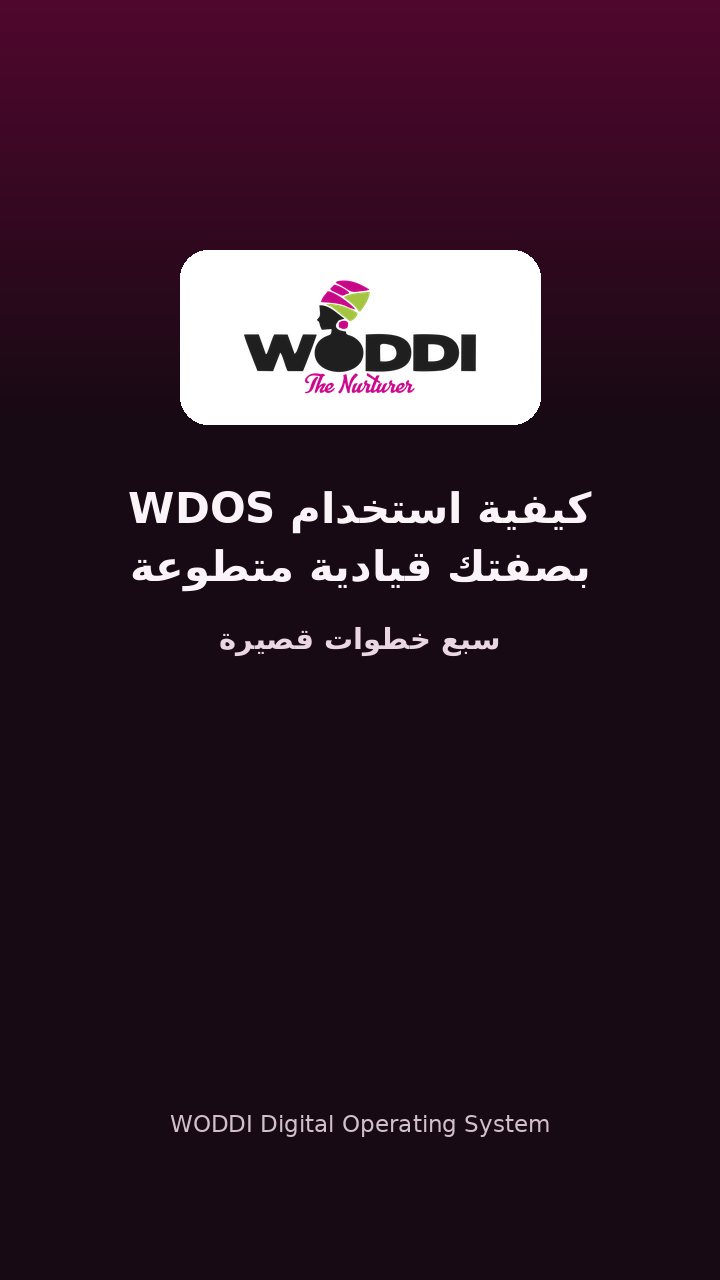 WODDI
The Nurturer
كيفية استخدام WDOS
بصفتك قيادية متطوعة
سبع خطوات قصيرة
WODDI Digital Operating System